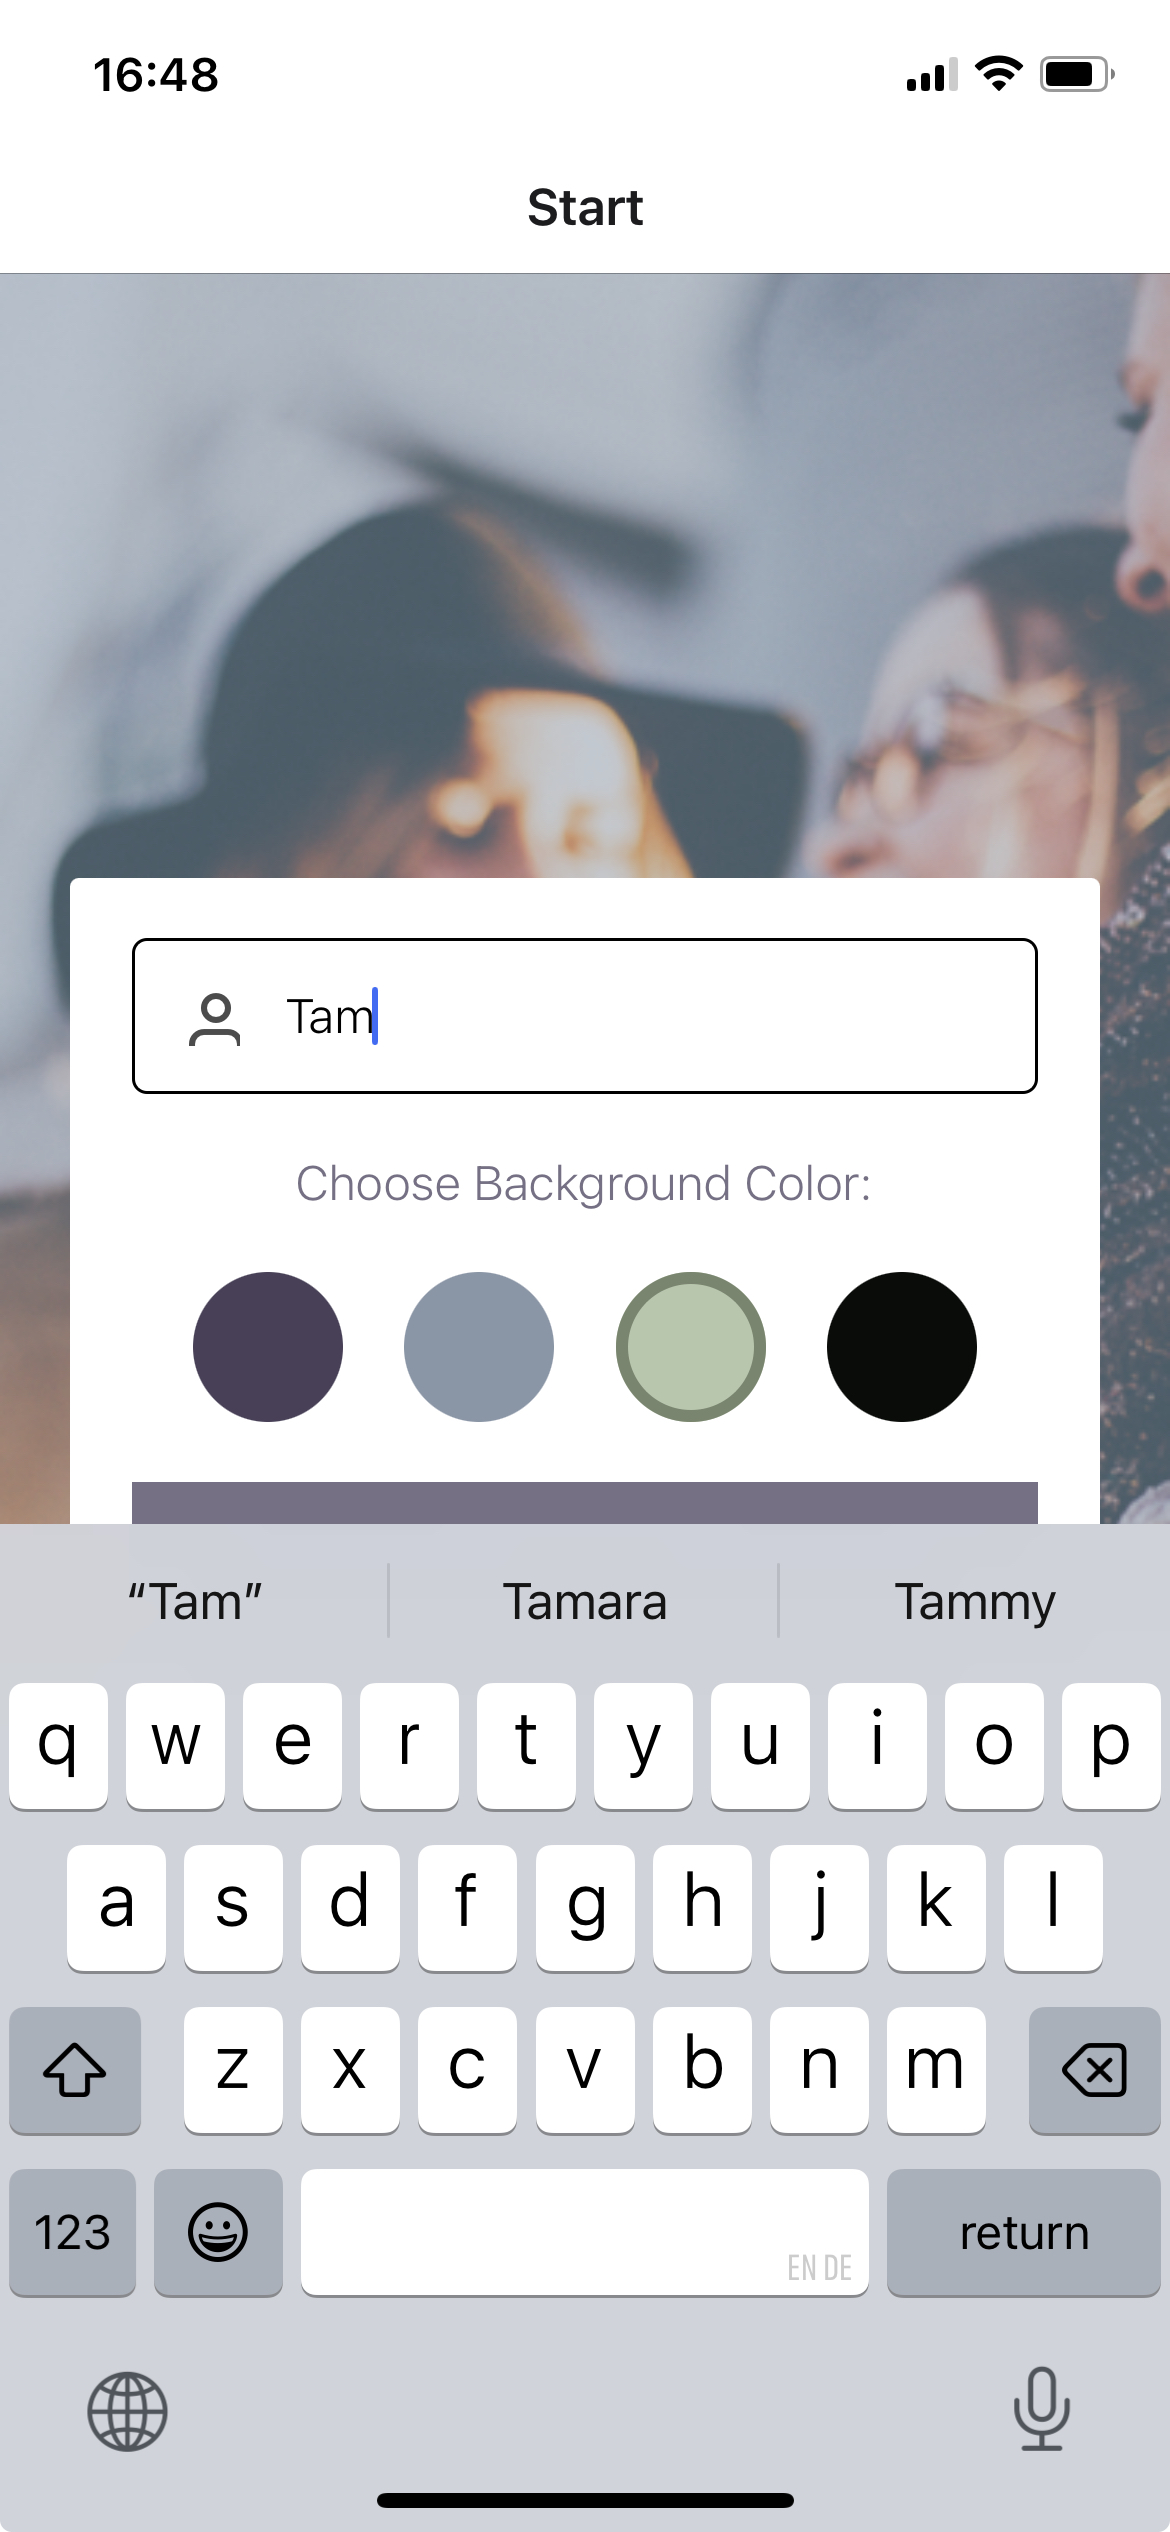 16:48
Start
Tam
Choose Background Color:
“Tam” Tamara Tammy
q w e r t y u i o p
a s d f g h j k l
z x c v b n m
123 return
EN DE